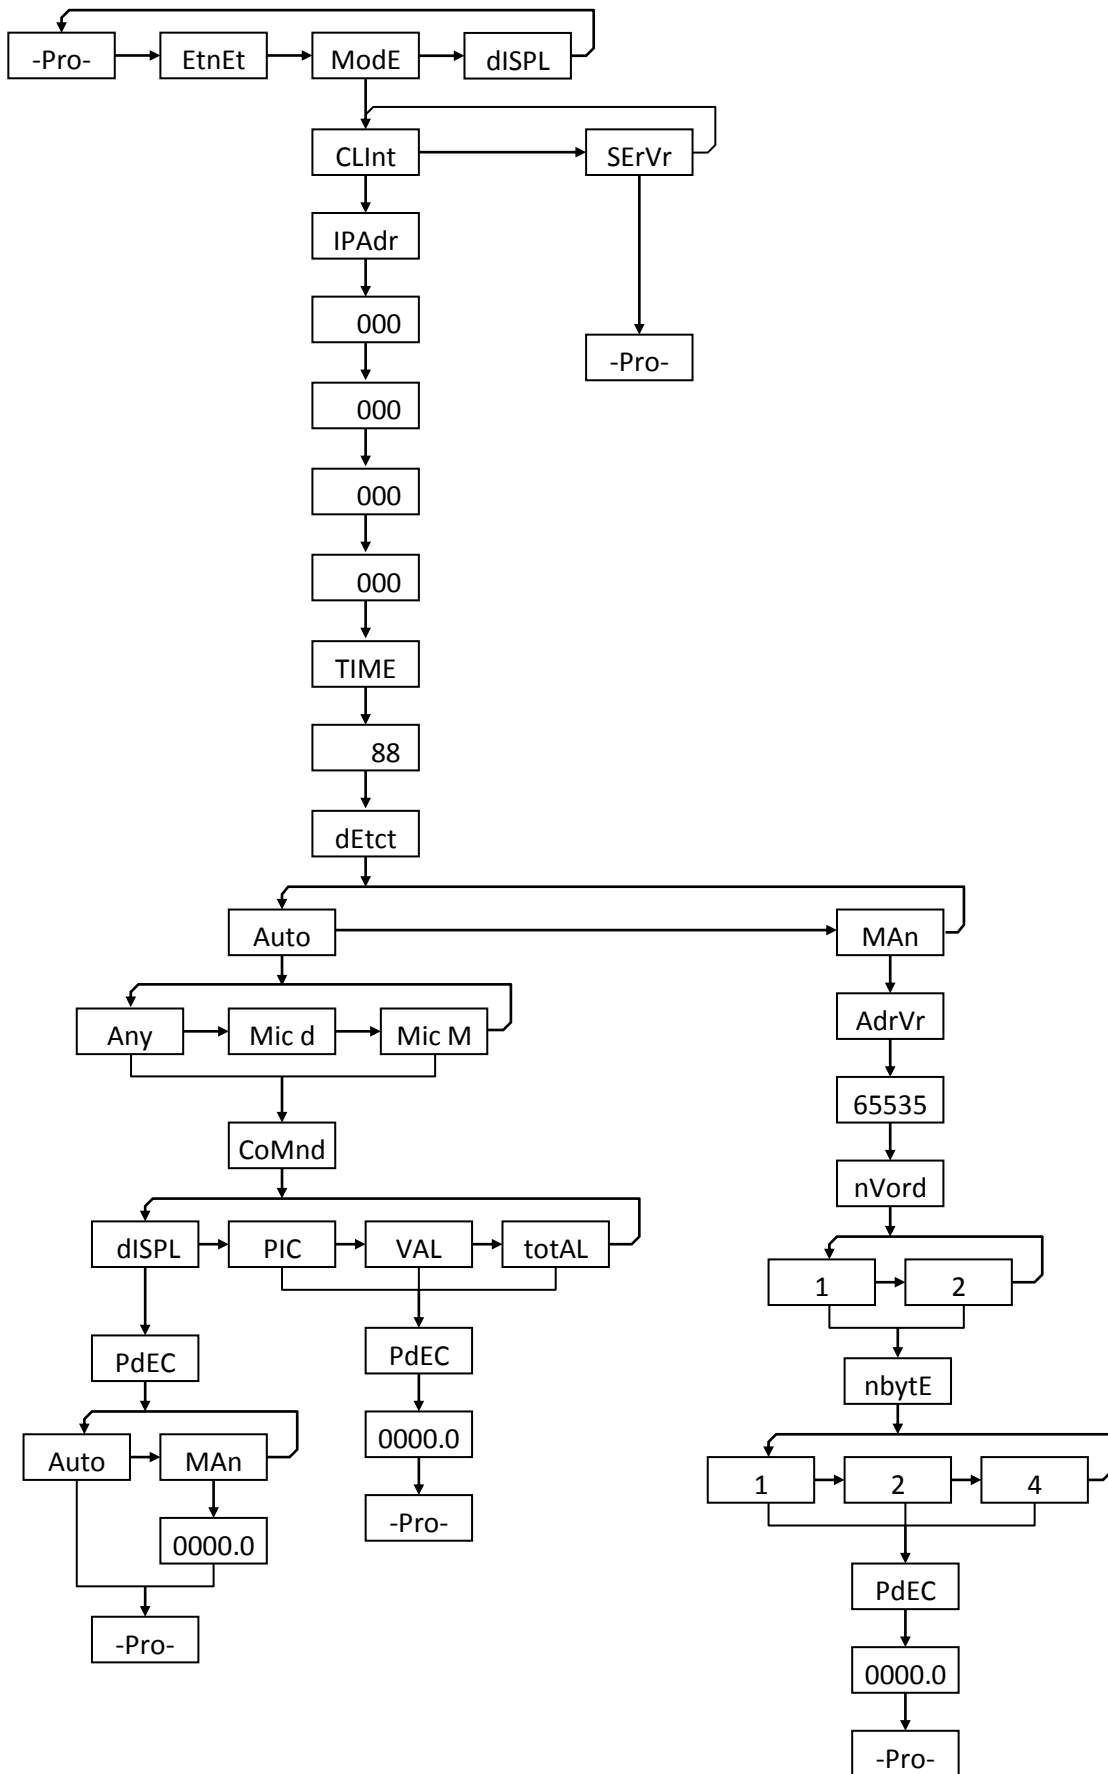 -Pro- EtnEt ModE dISPL
CLInt SErVr
IPAdr
000
-Pro-
000
000
000
TIME
88
dEtct
Auto MAn
Any Mic d Mic M AdrVr
65535
CoMnd
nVord
dISPL PIC VAL totAL
1 2
PdEC PdEC
nbytE
0000.0
Auto MAn
1 2 4
-Pro-
0000.0
PdEC
-Pro-
0000.0
-Pro-